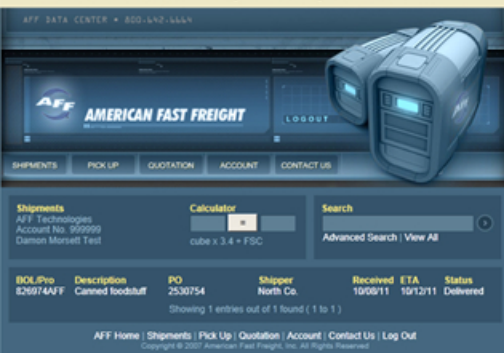 AFF DATA CENTER • 800.642.6664
AFF AMERICAN FAST FREIGHT
LOGOUT
AFF
SHIPMENTS PICK UP QUOTATION ACCOUNT CONTACT US
Shipments Calculator Search
AFF Technologies
=
Account No. 999999
Damon Morsett Test
cube x 3.4 + FSC
Advanced Search | View All
BOL/Pro Description PO Shipper Received ETA Status
826974AFF Canned foodstuff 2530754 North Co. 10/08/11 10/12/11 Delivered
Showing 1 entries out of 1 found ( 1 to 1 )
AFF Home | Shipments | Pick Up | Quotation | Account | Contact Us | Log Out
Copyright © 2007 American Fast Freight, Inc. All Rights Reserved